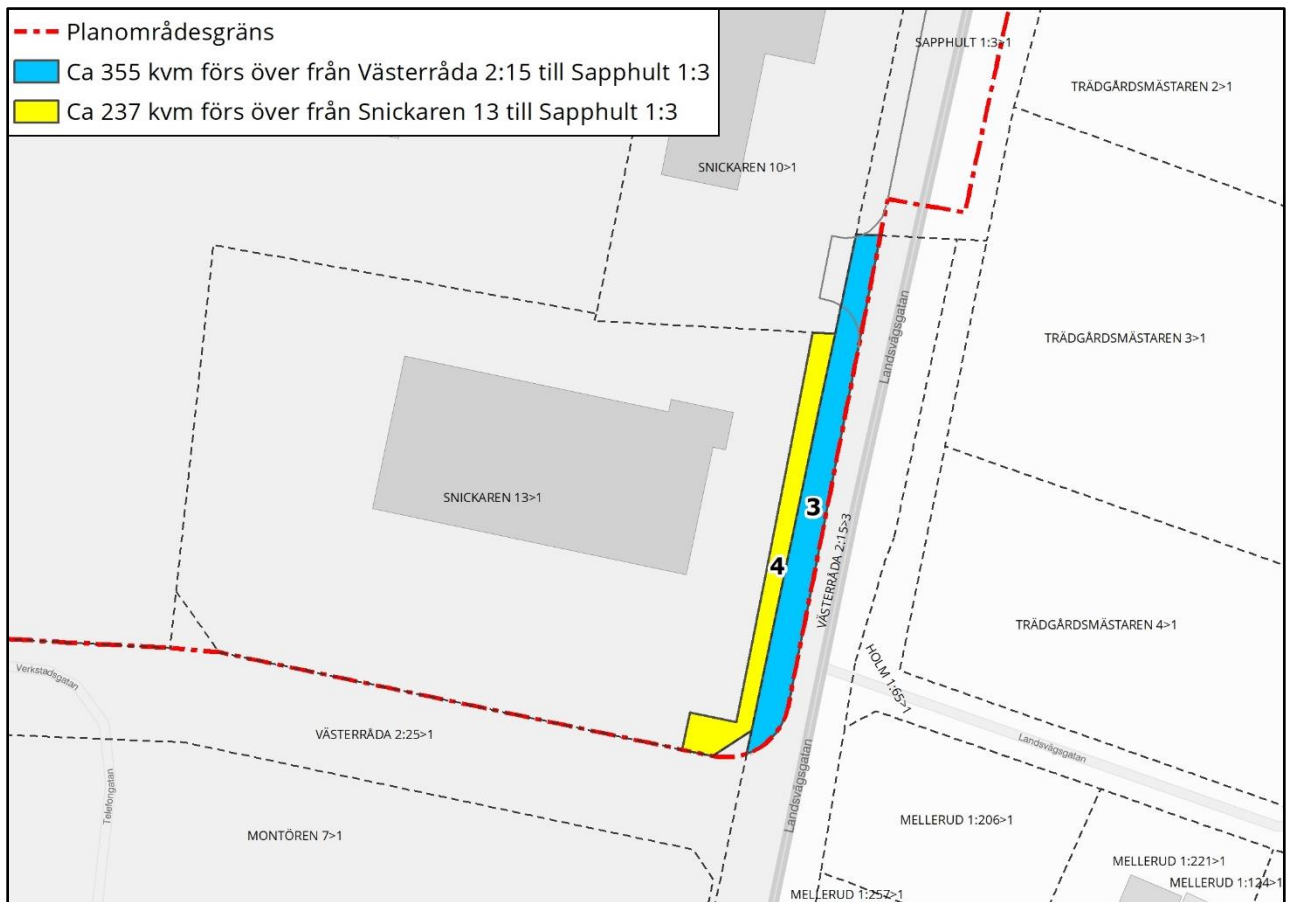 Planområdesgräns
Ca 355 kvm förs över från Västerråda 2:15 till Sapphult 1:3
Ca 237 kvm förs över från Snickaren 13 till Sapphult 1:3
SAPPHULT 1:3>1
TRÄDGÅRDSMÄSTAREN 2>1
SNICKAREN 10>1
Landsvägsgatan
TRÄDGÅRDSMÄSTAREN 3>1
SNICKAREN 13>1
3
4
VÄSTERRÅDA 2:15>3
TRÄDGÅRDSMÄSTAREN 4>1
HOLM 1:65>1
Verkstadsgatan
VÄSTERRÅDA 2:25>1
Landsvägsgatan
Landsvägsgatan
Telefongatan
MONTÖREN 7>1
MELLERUD 1:206>1
MELLERUD 1:221>1
MELLERUD 1:124>1
MELLERUD 1:257>1